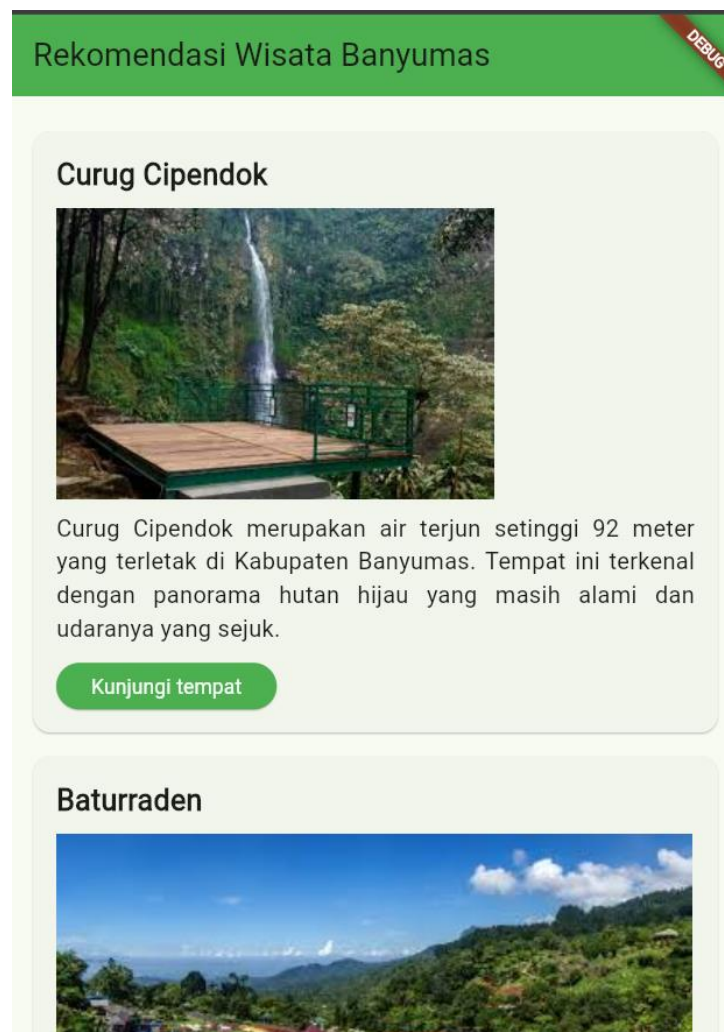 Rekomendasi Wisata Banyumas
DEBUG
Curug Cipendok
Curug Cipendok merupakan air terjun setinggi 92 meter
yang terletak di Kabupaten Banyumas. Tempat ini terkenal
dengan panorama hutan hijau yang masih alami dan
udaranya yang sejuk.
Kunjungi tempat
Baturraden